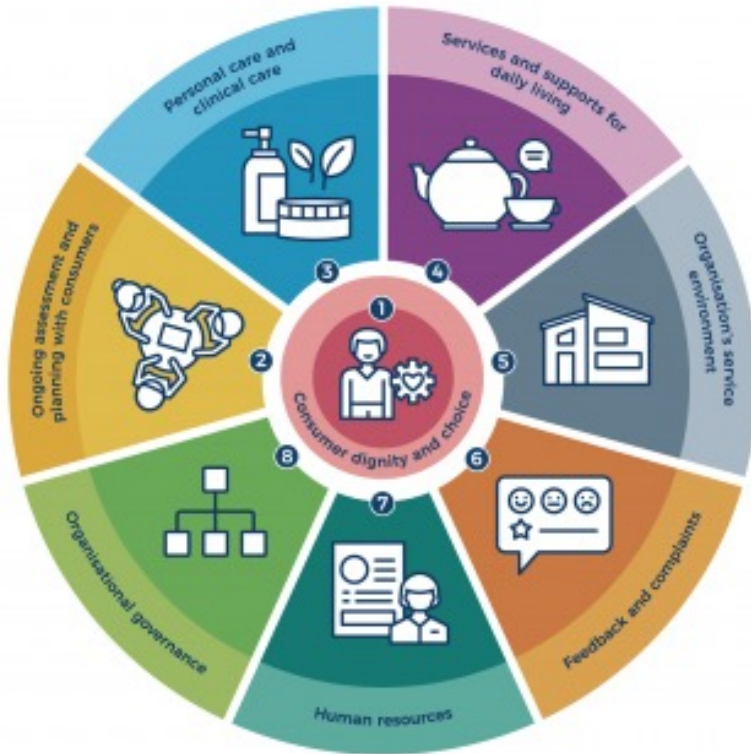 1
Consumer dignity and choice
2
Ongoing assessment and
planning with consumers
3
Personal care and
clinical care
4
Services and supports for
daily living
5
Organisation's service
environment
6
Feedback and complaints
7
Human resources
8
Organisational governance